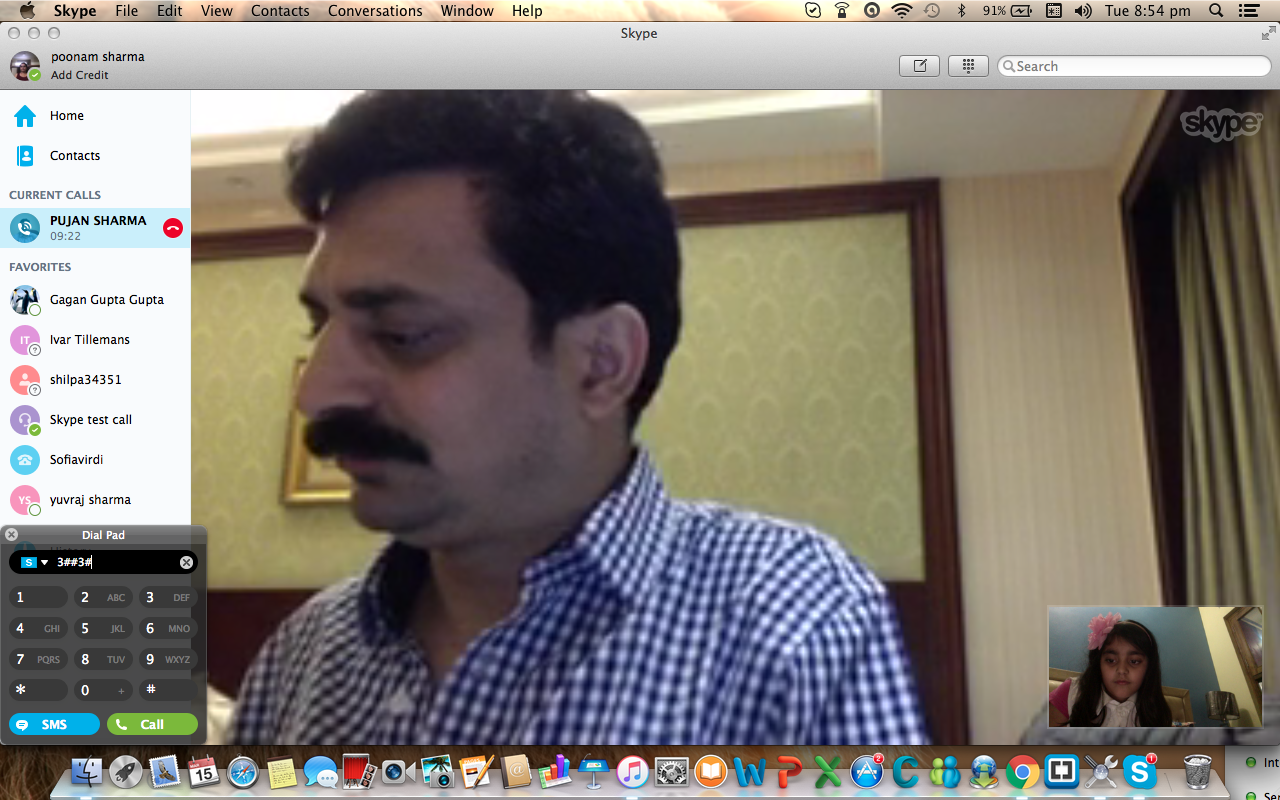 Skype File Edit View Contacts Conversations Window Help 91% Tue 8:54 pm
Skype
poonam sharma
Add Credit
Search
Home
Contacts
CURRENT CALLS
PUJAN SHARMA
09:22
FAVORITES
Gagan Gupta Gupta
IT Ivar Tillemans
shilpa34351
Skype test call
Sofiavirdi
YS yuvraj sharma
Dial Pad
S 3##3#
1 2 ABC 3 DEF
4 GHI 5 JKL 6 MNO
7 PQRS 8 TUV 9 WXYZ
* 0 + #
SMS Call
skype
15
2
1
Int
Ser